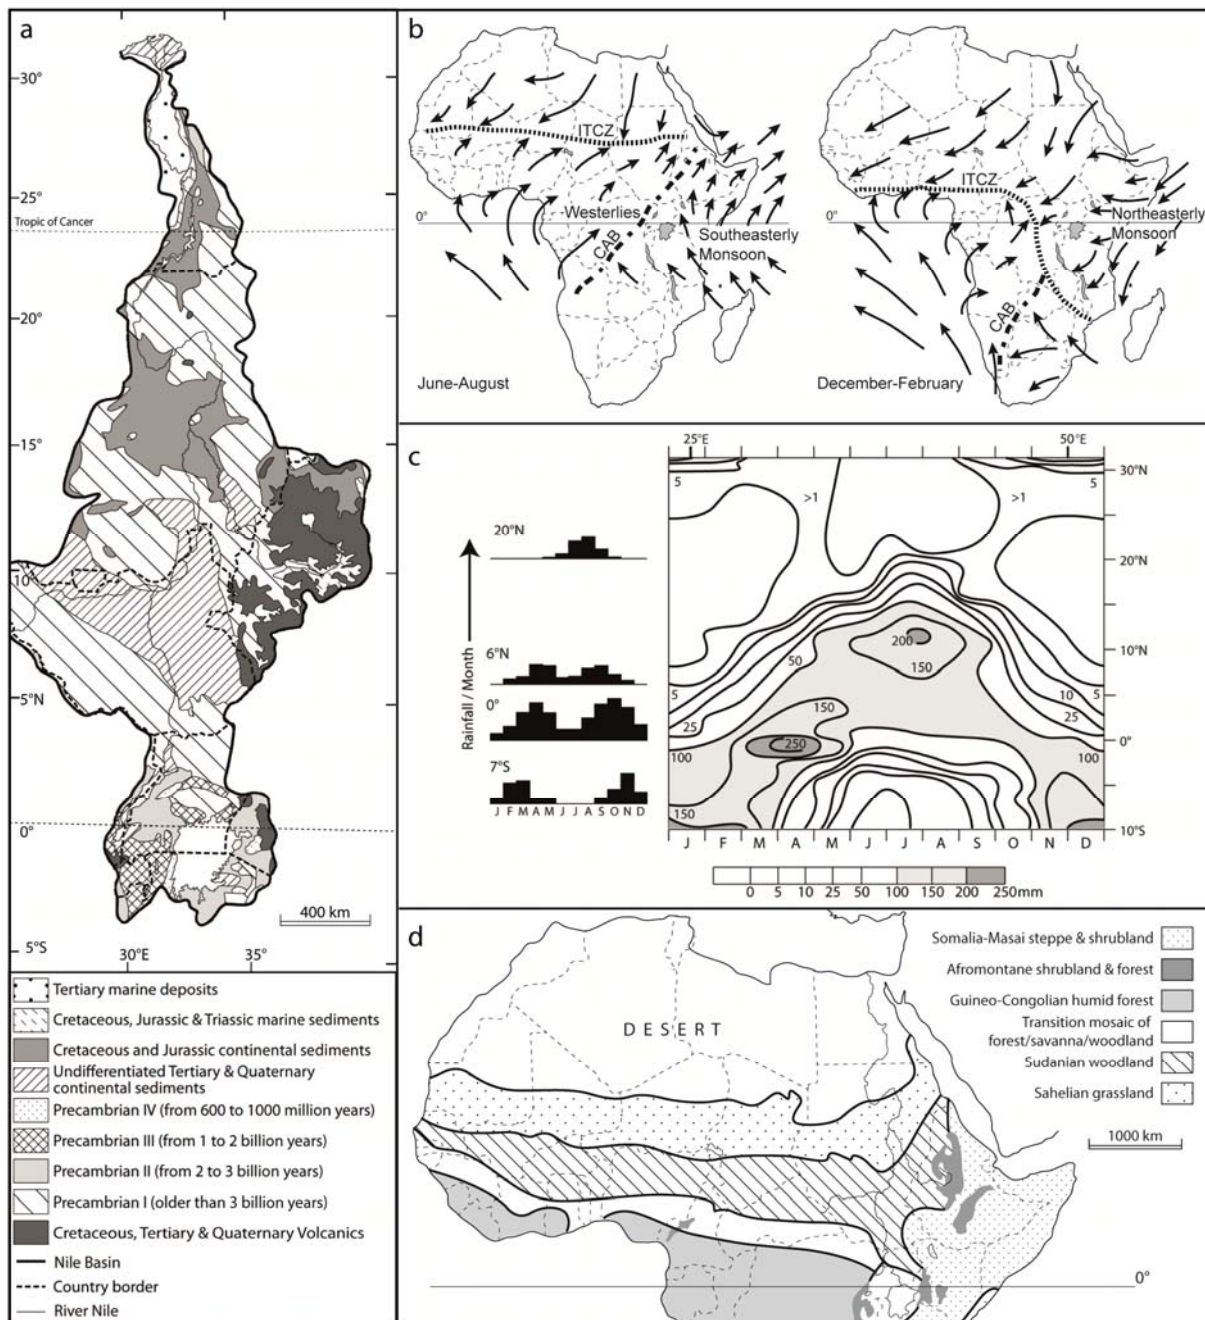 a
30°
25°
Tropic of Cancer
20°
15°
10°
5°N
0°
5°S
30°E
35°
400 km
Tertiary marine deposits
Cretaceous, Jurassic & Triassic marine sediments
Cretaceous and Jurassic continental sediments
Undifferentiated Tertiary & Quaternary
continental sediments
Precambrian IV (from 600 to 1000 million years)
Precambrian III (from 1 to 2 billion years)
Precambrian II (from 2 to 3 billion years)
Precambrian I (older than 3 billion years)
Cretaceous, Tertiary & Quaternary Volcanics
Nile Basin
Country border
River Nile
b
ITCZ
0°
Westerlies
CAB
Southeasterly
Monsoon
June-August
ITCZ
0°
Northeasterly
Monsoon
CAB
December-February
c
Rainfall / Month
20°N
6°N
0°
7°S
J F M A M J J A S O N D
25°E
50°E
30°N
20°N
10°N
0°
10°S
5
>1
>1
5
200
150
50
5
10
5
25
150
25
100
250
100
150
J F M A M J J A S O N D
0 5 10 25 50 100 150 200 250mm
d
DESERT
Somalia-Masai steppe & shrubland
Afromontane shrubland & forest
Guineo-Congolian humid forest
Transition mosaic of
forest/savanna/woodland
Sudanian woodland
Sahelian grassland
1000 km
0°